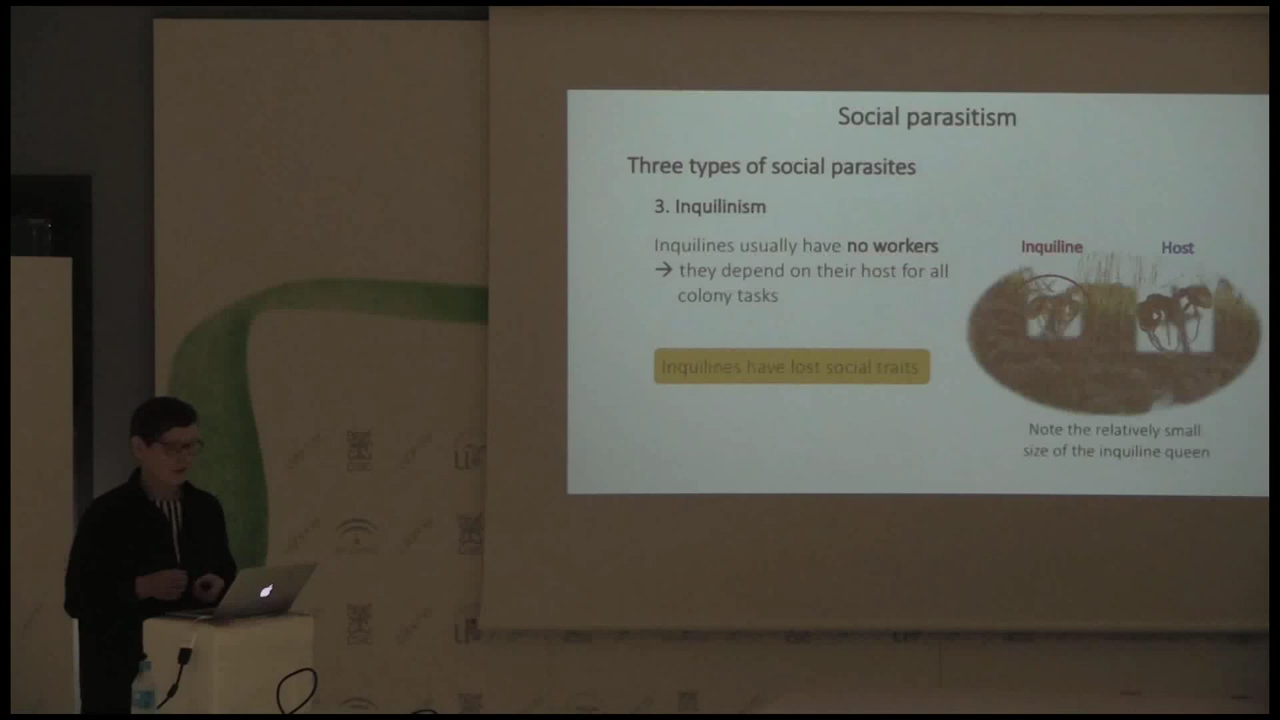 Social parasitism
Three types of social parasites
3. Inquilinism
Inquilines usually have no workers
→ they depend on their host for all
colony tasks
Inquilines have lost social traits
Inquiline
Host
Note the relatively small
size of the inquiline queen